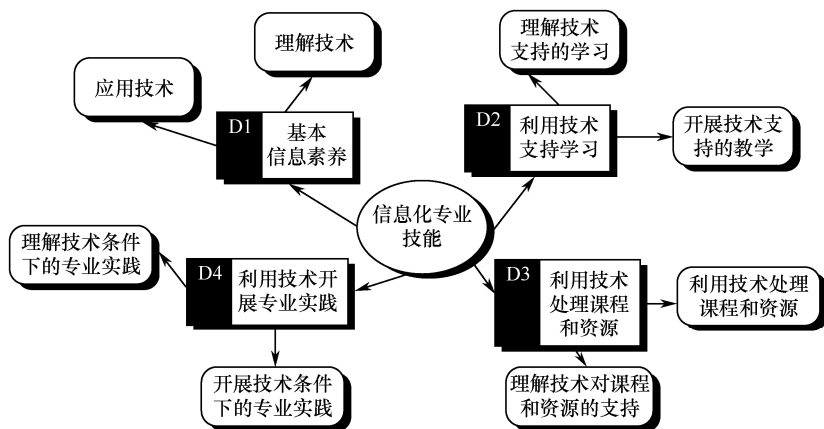 理解技术
应用技术
D1
基本
信息素养
理解技术
支持的学习
D2
利用技术
支持学习
开展技术支
持的教学
信息化专业
技能
理解技术条件
下的专业实践
D4
利用技术开
展专业实践
开展技术条件
下的专业实践
D3
利用技术
处理课程
和资源
利用技术处理
课程和资源
理解技术对课程
和资源的支持